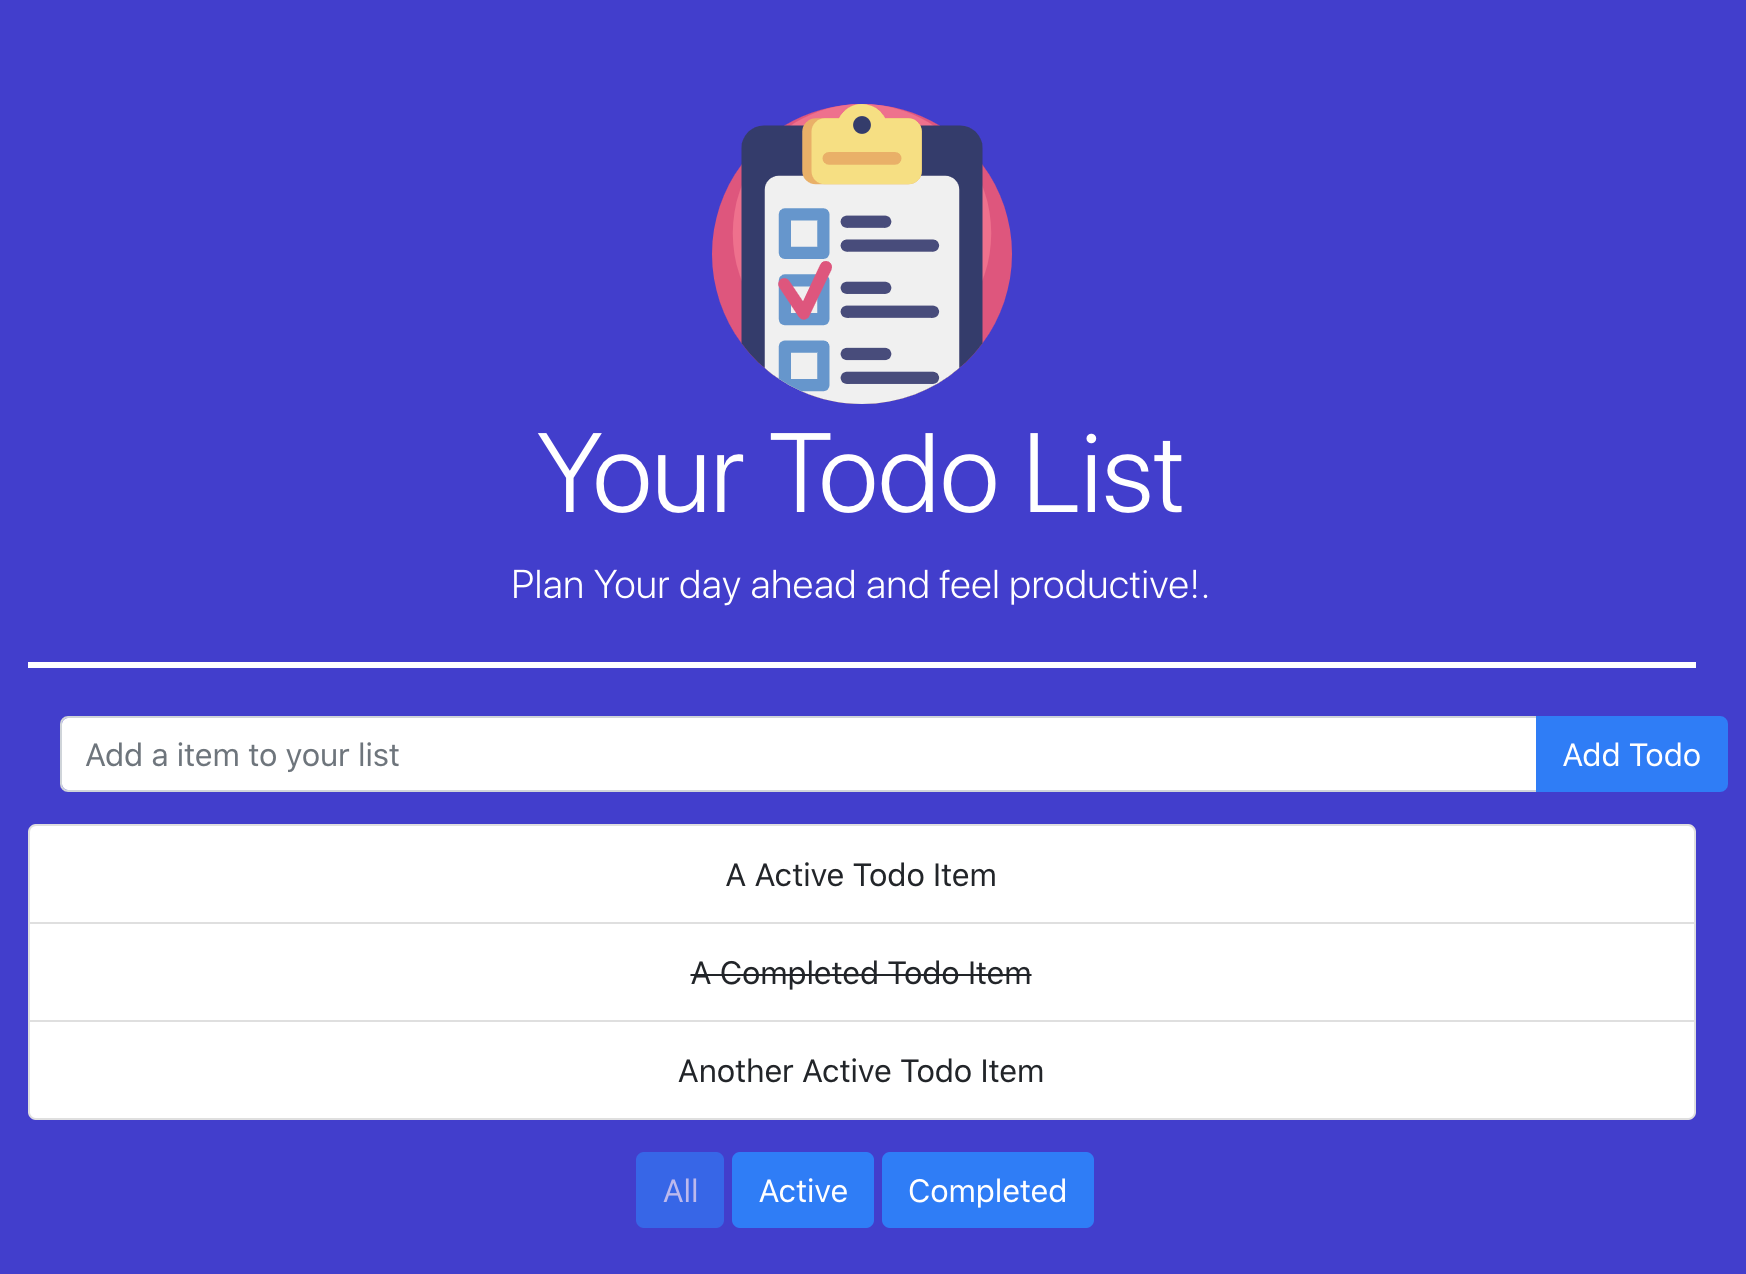 Your Todo List
Plan Your day ahead and feel productive!.
Add a item to your list
Add Todo
A Active Todo Item
A Completed Todo Item
Another Active Todo Item
All
Active
Completed